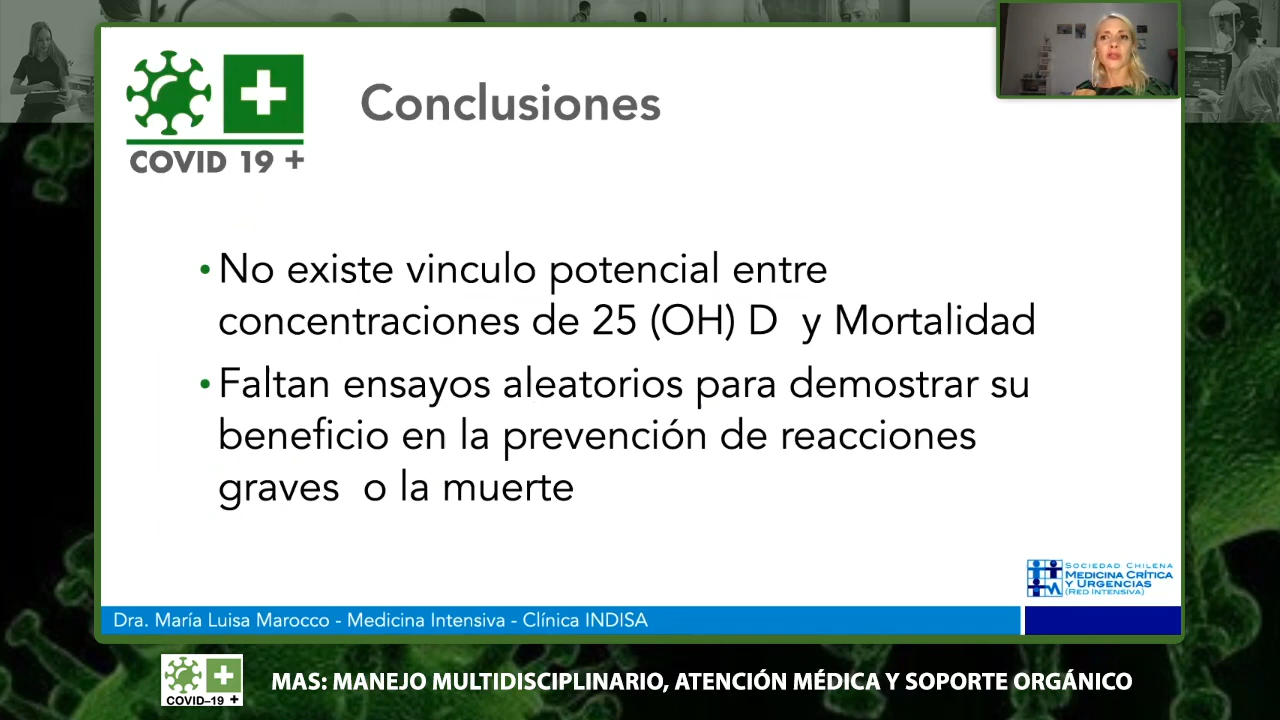 COVID 19 +
Conclusiones
• No existe vinculo potencial entre
concentraciones de 25 (OH) D y Mortalidad
• Faltan ensayos aleatorios para demostrar su
beneficio en la prevención de reacciones
graves o la muerte
SOCIEDAD CHILENA
MEDICINA CRÍTICA
Y URGENCIAS
(RED INTENSIVA)
Dra. María Luisa Marocco - Medicina Intensiva - Clínica INDISA
COVID-19 +
MAS: MANEJO MULTIDISCIPLINARIO, ATENCIÓN MÉDICA Y SOPORTE ORGÁNICO